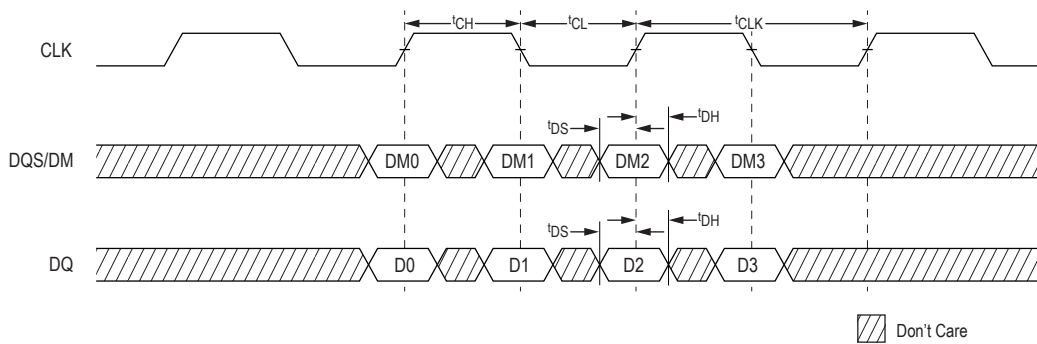 tCH tCL tCLK
CLK
tDS tDH
DQS/DM DM0 DM1 DM2 DM3
tDS tDH
DQ D0 D1 D2 D3
Don't Care